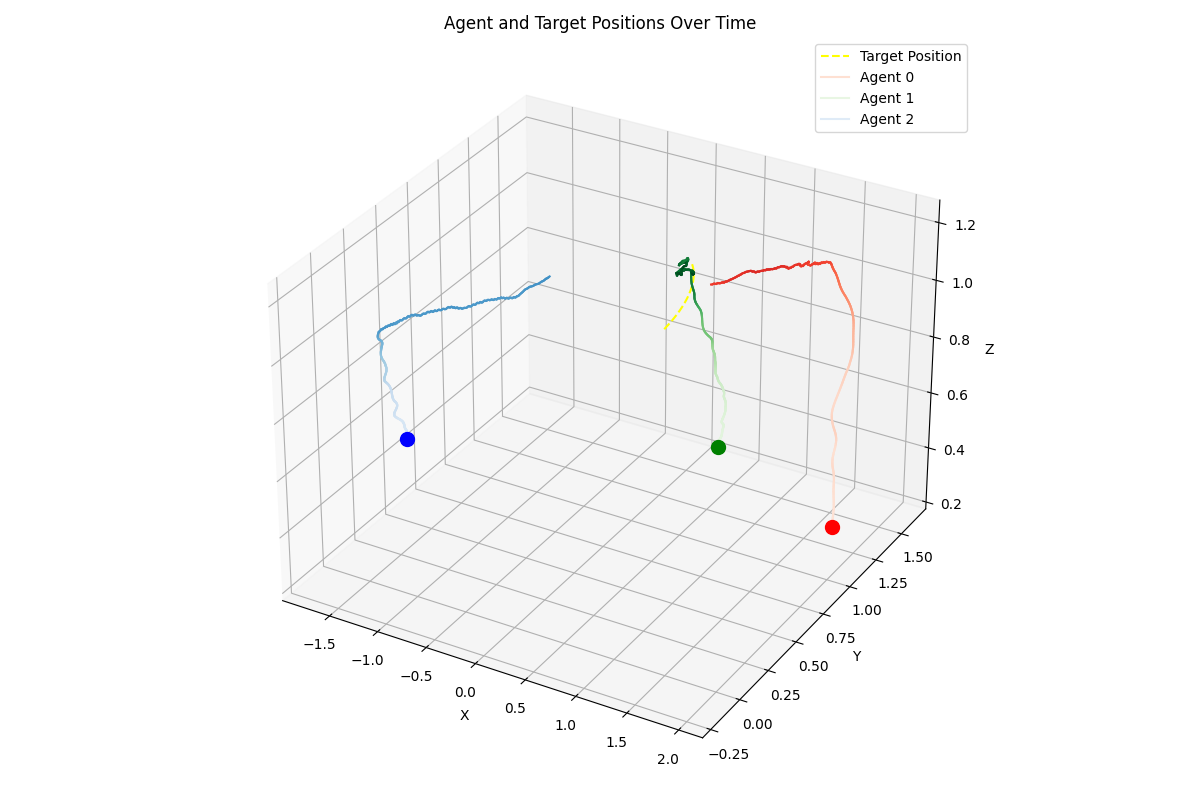 Agent and Target Positions Over Time
Target Position
Agent 0
Agent 1
Agent 2
1.2
1.0
0.8
0.6
0.4
0.2
Z
−1.5
−1.0
−0.5
0.0
0.5
1.0
1.5
2.0
X
1.50
1.25
1.00
0.75
0.50
0.25
0.00
−0.25
Y